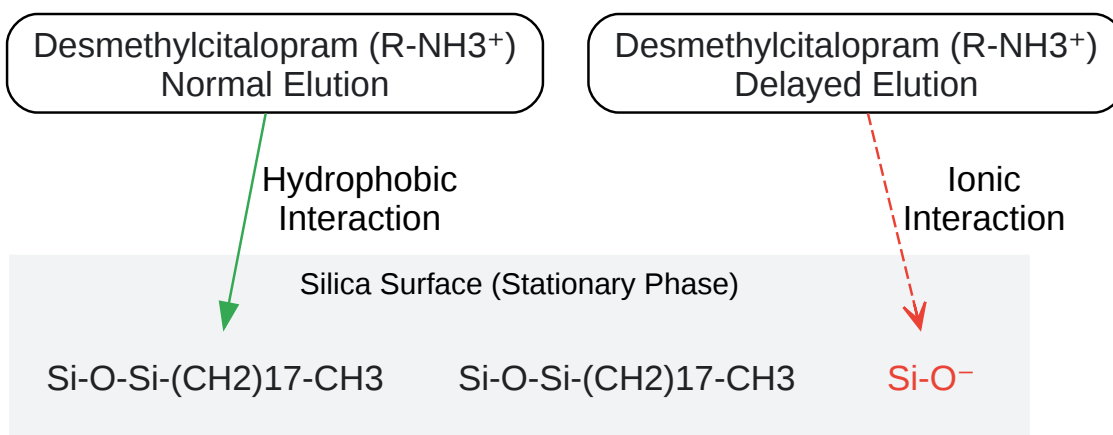 Desmethylcitalopram (R-NH3⁺)
Normal Elution
Desmethylcitalopram (R-NH3⁺)
Delayed Elution
Hydrophobic
Interaction
Ionic
Interaction
Silica Surface (Stationary Phase)
Si-O-Si-(CH2)17-CH3
Si-O-Si-(CH2)17-CH3
Si-O⁻